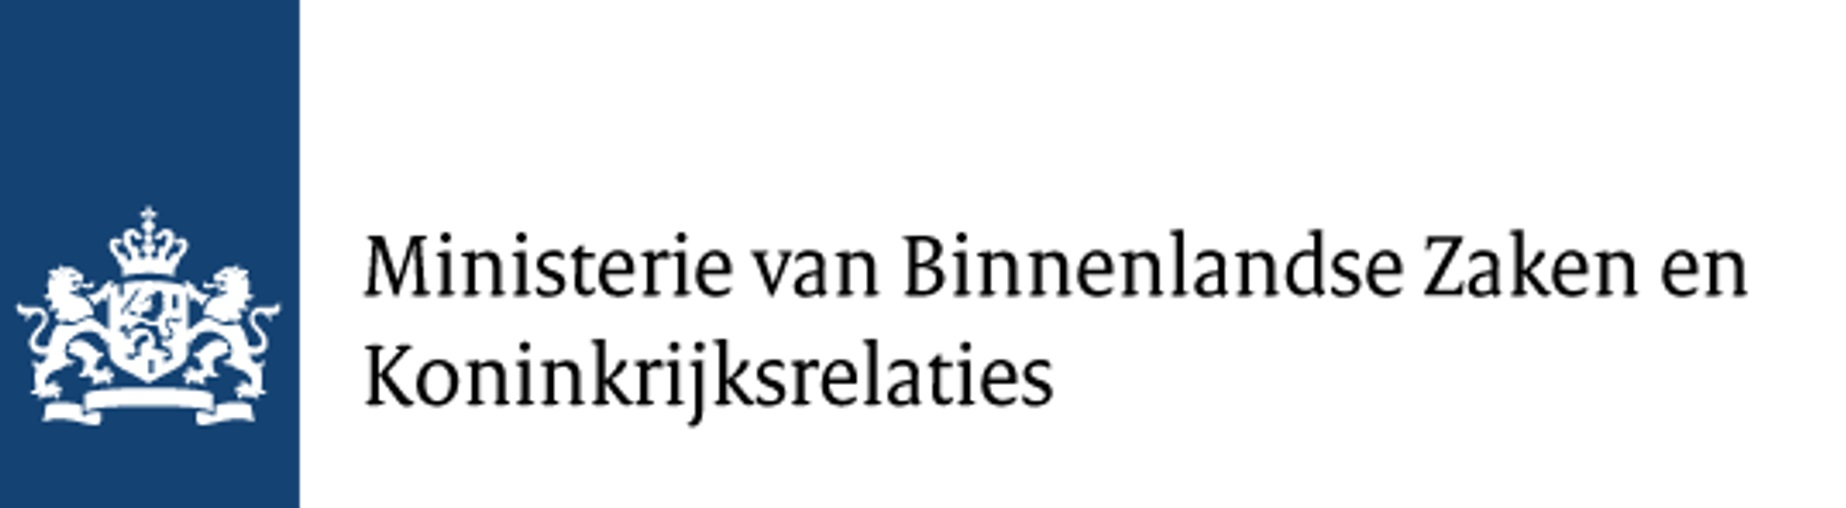 Ministerie van Binnenlandse Zaken en
Koninkrijksrelaties